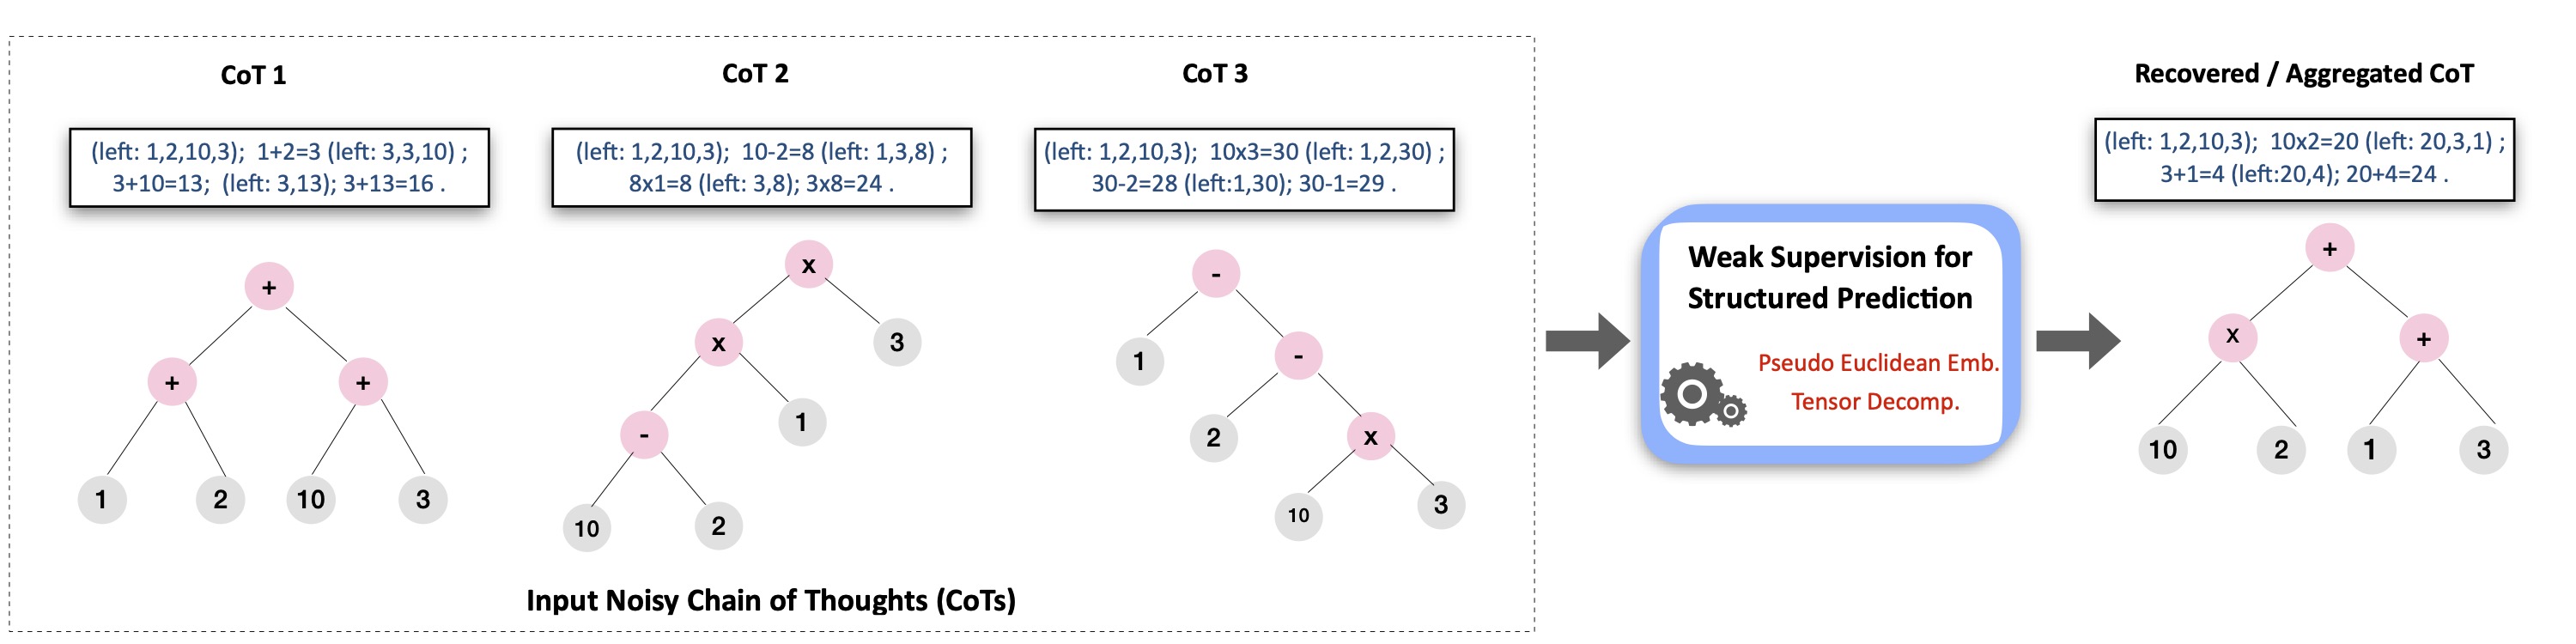 CoT 1
(left: 1,2,10,3); 1+2=3 (left: 3,3,10) ;
3+10=13; (left: 3,13); 3+13=16 .
+
+
+
1
2
10
3
CoT 2
(left: 1,2,10,3); 10-2=8 (left: 1,3,8) ;
8x1=8 (left: 3,8); 3x8=24 .
x
x
3
-
1
10
2
CoT 3
(left: 1,2,10,3); 10x3=30 (left: 1,2,30) ;
30-2=28 (left:1,30); 30-1=29 .
-
1
-
2
x
10
3
Input Noisy Chain of Thoughts (CoTs)
Weak Supervision for
Structured Prediction
Pseudo Euclidean Emb.
Tensor Decomp.
Recovered / Aggregated CoT
(left: 1,2,10,3); 10x2=20 (left: 20,3,1) ;
3+1=4 (left:20,4); 20+4=24 .
+
x
+
10
2
1
3